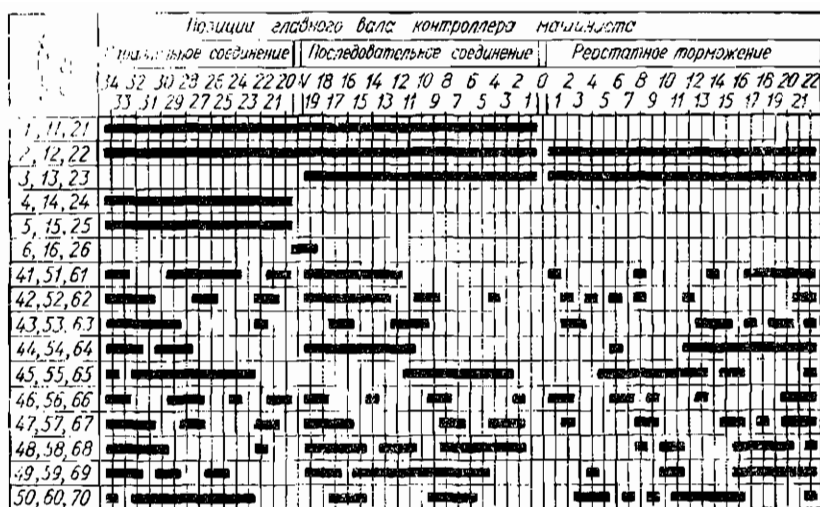 Позиции главного вала контроллера машиниста
соединение Последовательное соединение Реостатное торможение
34 32 30 28 26 24 22 20 18 16 14 12 10 8 6 4 2 0 2 4 6 8 10 12 14 16 18 20 22
33 31 29 27 25 23 21 19 17 15 13 11 9 7 5 3 1 1 3 5 7 9 11 13 15 17 19 21
1, 11, 21
2, 12, 22
3, 13, 23
4, 14, 24
5, 15, 25
6, 16, 26
41, 51, 61
42, 52, 62
43, 53, 63
44, 54, 64
45, 55, 65
46, 56, 66
47, 57, 67
48, 58, 68
49, 59, 69
50, 60, 70